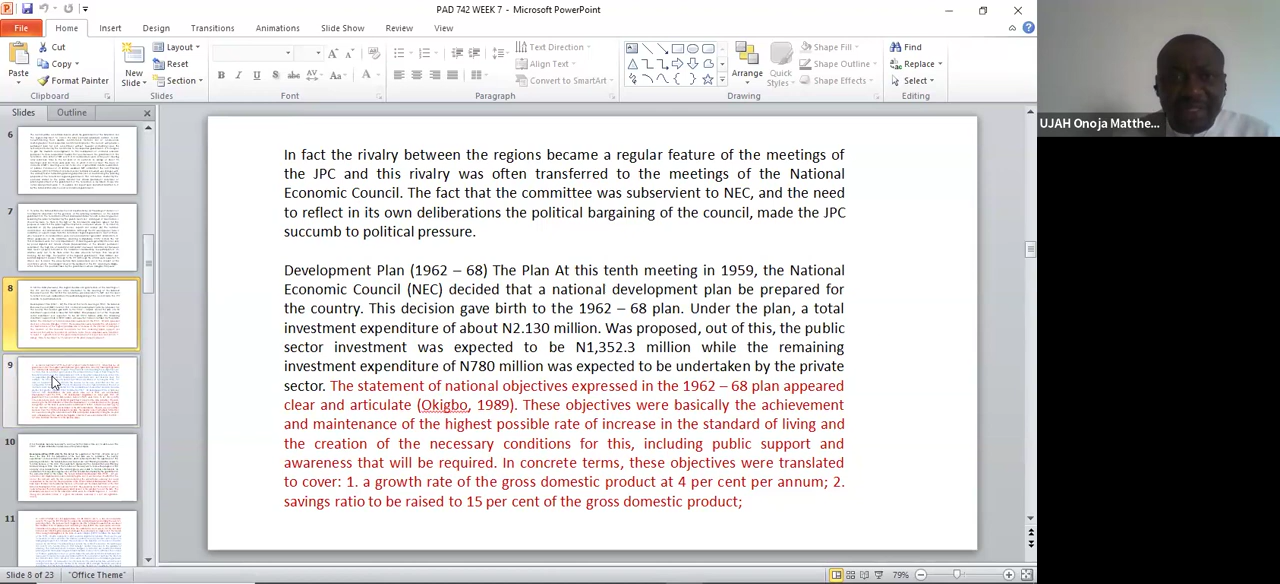 PAD 742 WEEK 7 - Microsoft PowerPoint
File Home Insert Design Transitions Animations Slide Show Review View
Paste
Cut
Copy
Format Painter
Clipboard
New Slide
Layout
Reset
Section
Slides
Font
Text Direction
Align Text
Convert to SmartArt
Paragraph
Arrange
Quick Styles
Shape Fill
Shape Outline
Shape Effects
Drawing
Find
Replace
Select
Editing
Slides Outline
6
7
8
9
10
11
In addition, rivalry between the regions became a regular feature of the meetings of
the JPC and this rivalry was also transferred to the meetings of the National
Economic Council. The fact that the committee was subservient to NEC, and the need
to reflect in its own deliberations the political bargaining of the council, made the JPC
succumb to political pressure.
Development Plan (1962 – 68) The Plan At this tenth meeting in 1959, the National
Economic Council (NEC) decided that national development plan be prepared for
the country, this decision gave birth to the 1962 – 68 plan. Under the plan, a total
investment expenditure of about N2.130 million. Was proposed, out of this, the public
sector investment was expected to be N1,352.3 million while the remaining
investment expenditure of N780 million was expected to be undertaken by the private
sector. The statement of national objectives expressed in the 1962 – 68 plan appeared
clear and articulate (Okigbo These objectives were basically the achievement
and maintenance of the highest possible rate of increase in the standard of living and
the creation of the necessary conditions for this, including public support and
awareness that will be required. In concrete terms, these objectives were translated
to over: 1. a growth rate of the gross domestic product at 4 per cent per annum; 2.
savings ratio to be raised to 15 per cent of the gross domestic product;
UJAH Onoja Matthe...
Slide 8 of 23 "Office Theme" 79%